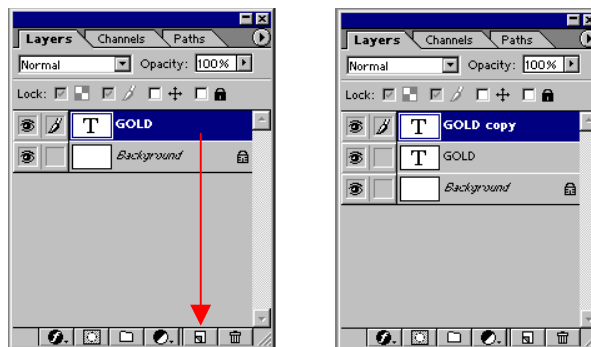 Layers Channels Paths
Normal Opacity: 100%
Lock:
T GOLD
Background
Layers Channels Paths
Normal Opacity: 100%
Lock:
T GOLD copy
T GOLD
Background